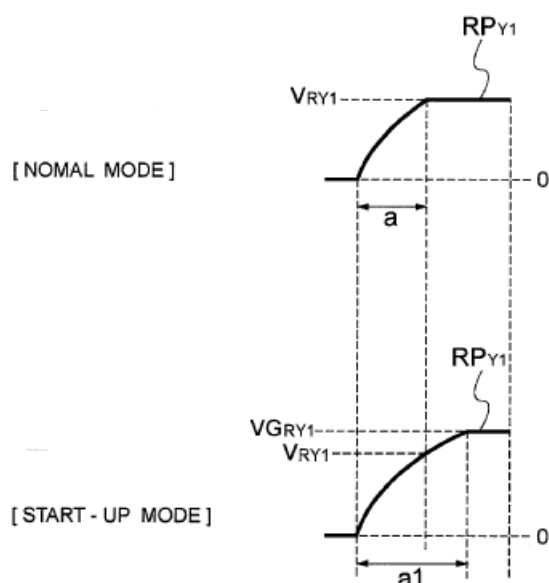 RPY1
VRY1
[ NOMAL MODE ]
0
a
RPY1
VGRY1
VRY1
[ START - UP MODE ]
0
a1